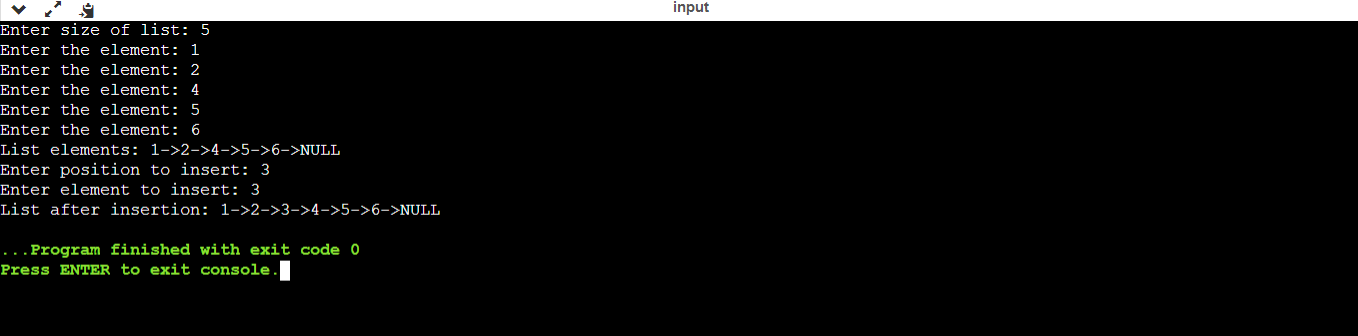 input
Enter size of list: 5
Enter the element: 1
Enter the element: 2
Enter the element: 4
Enter the element: 5
Enter the element: 6
List elements: 1->2->4->5->6->NULL
Enter position to insert: 3
Enter element to insert: 3
List after insertion: 1->2->3->4->5->6->NULL
...Program finished with exit code 0
Press ENTER to exit console.